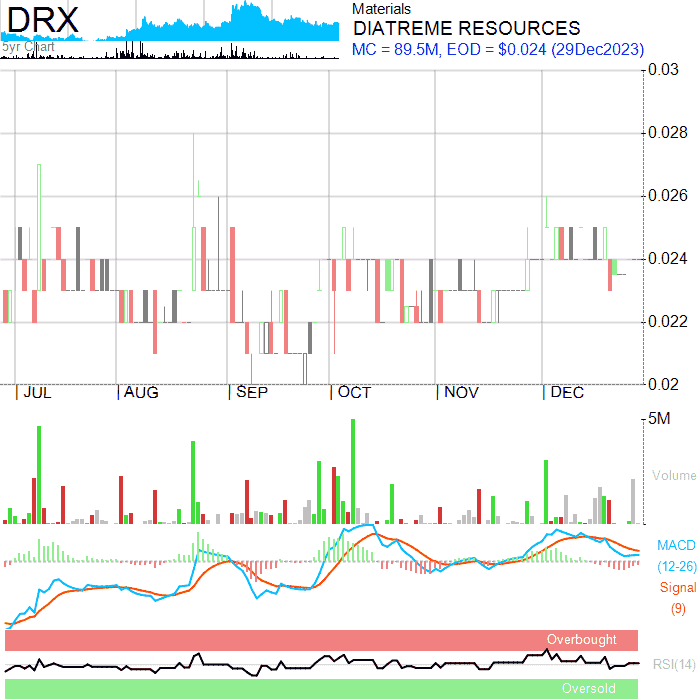 DRX
5yr Chart
Materials
DIATREME RESOURCES
MC = 89.5M, EOD = $0.024 (29Dec2023)
0.03
0.028
0.026
0.024
0.022
0.02
JUL AUG SEP OCT NOV DEC
5M
Volume
MACD
(12-26)
Signal
(9)
Overbought
RSI(14)
Oversold